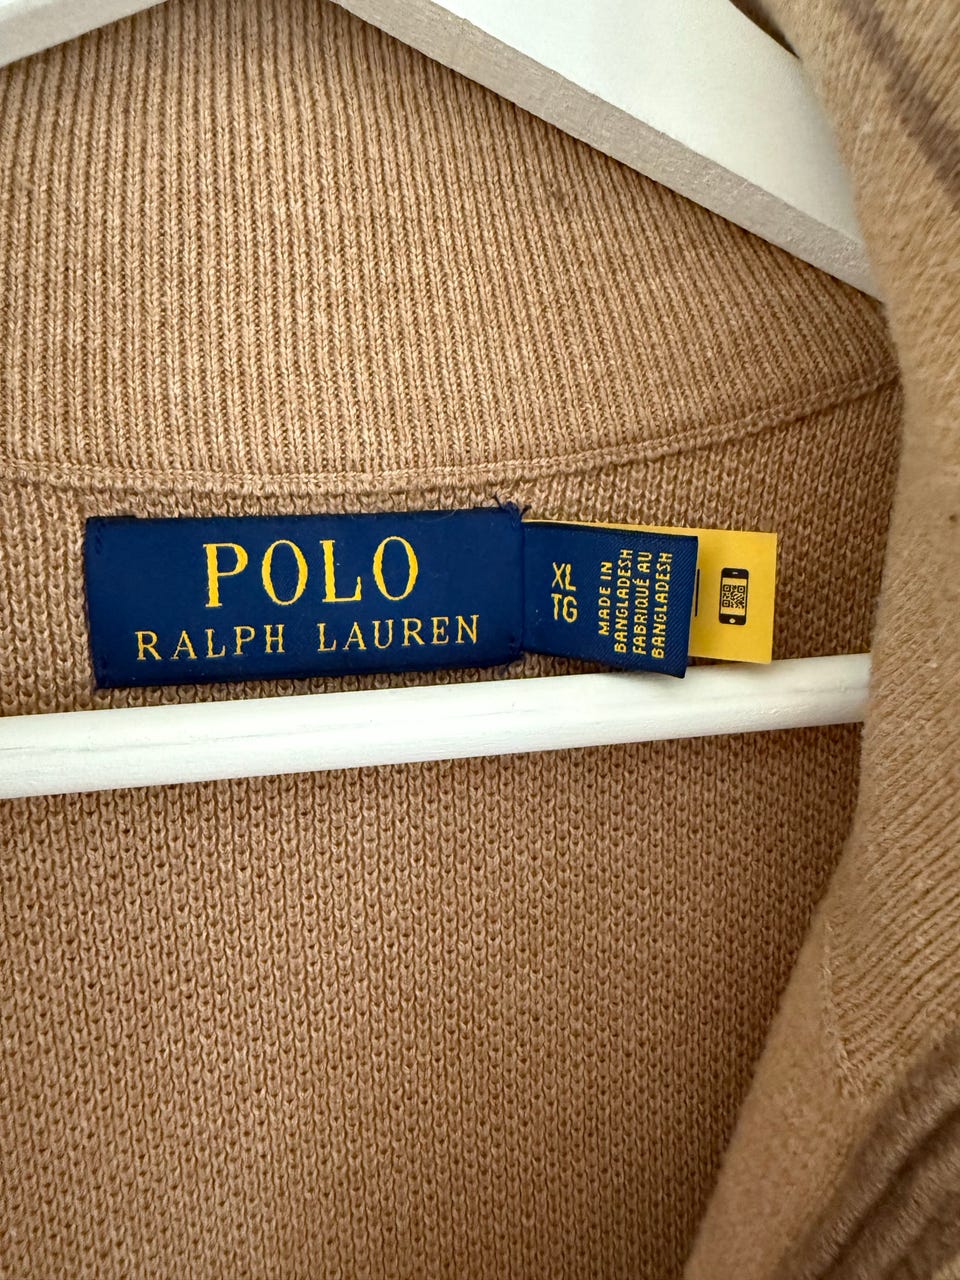 POLO
RALPH LAUREN
XL
TG
MADE IN
BANGLADESH
FABRIQUÉ AU
BANGLADESH